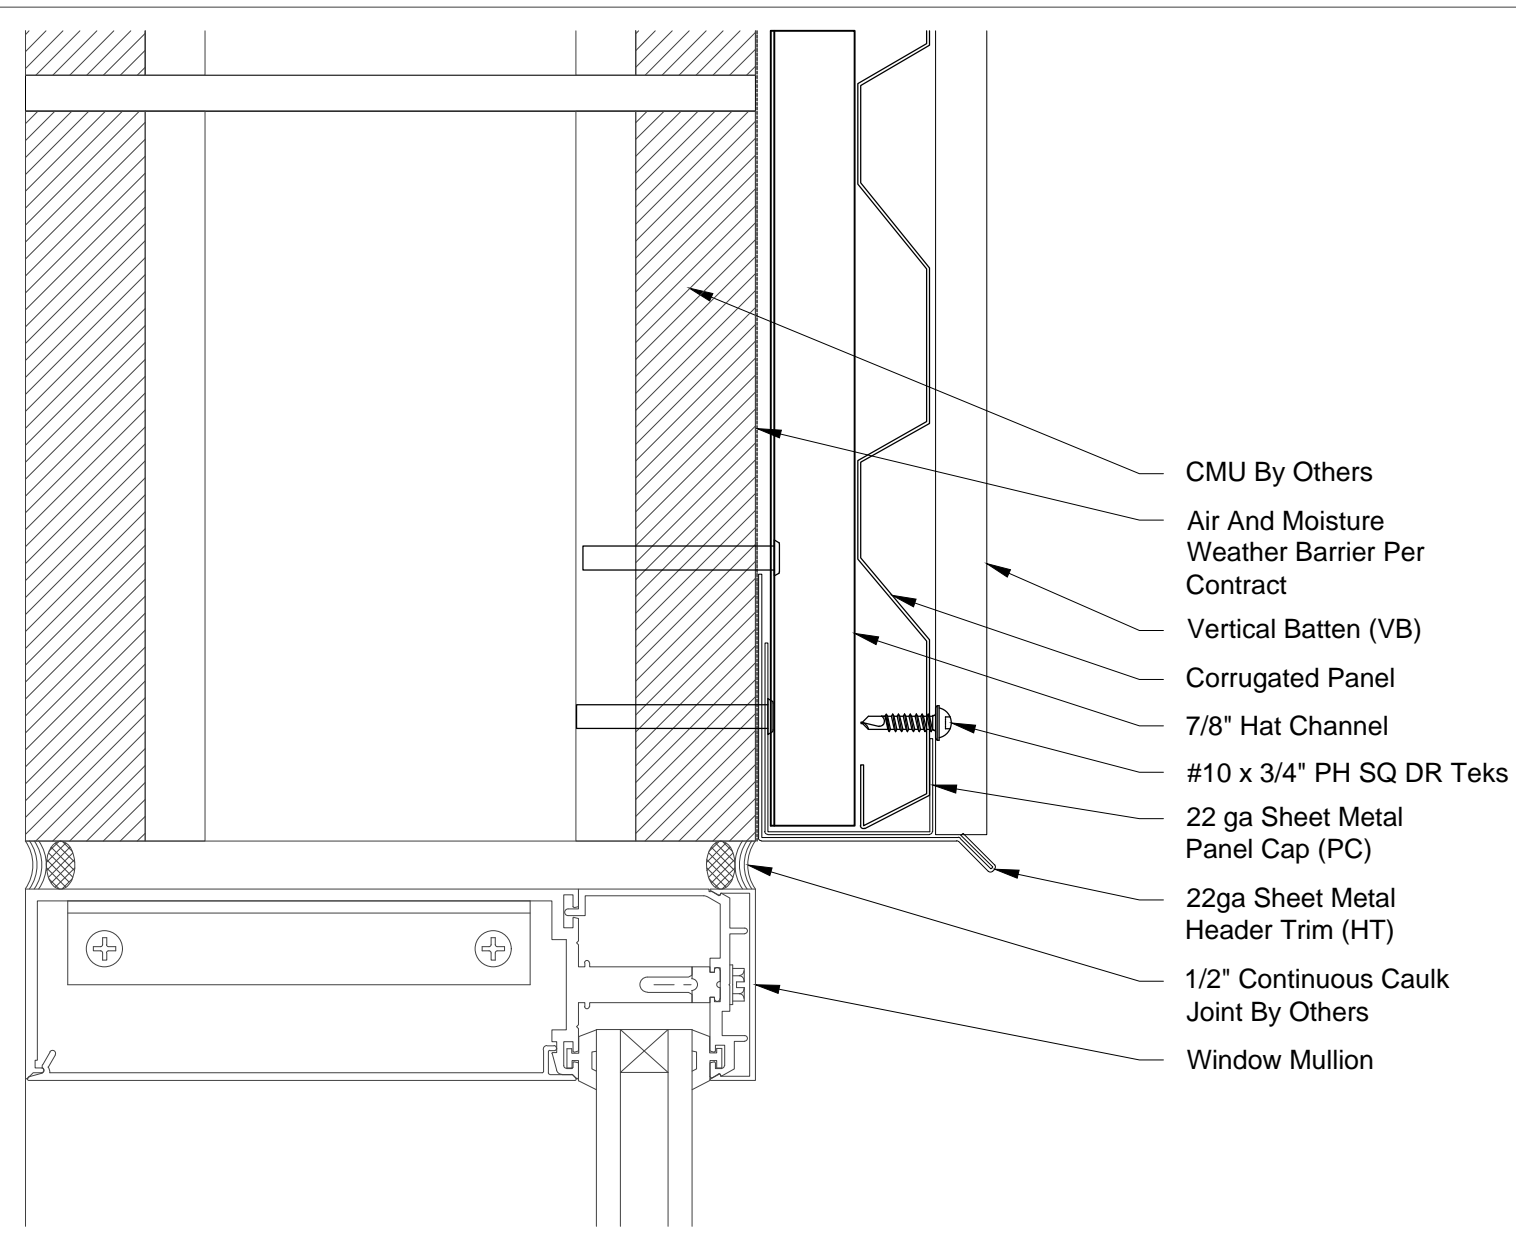 CMU By Others
Air And Moisture
Weather Barrier Per
Contract
Vertical Batten (VB)
Corrugated Panel
7/8" Hat Channel
#10 x 3/4" PH SQ DR Teks
22 ga Sheet Metal
Panel Cap (PC)
22ga Sheet Metal
Header Trim (HT)
1/2" Continuous Caulk
Joint By Others
Window Mullion